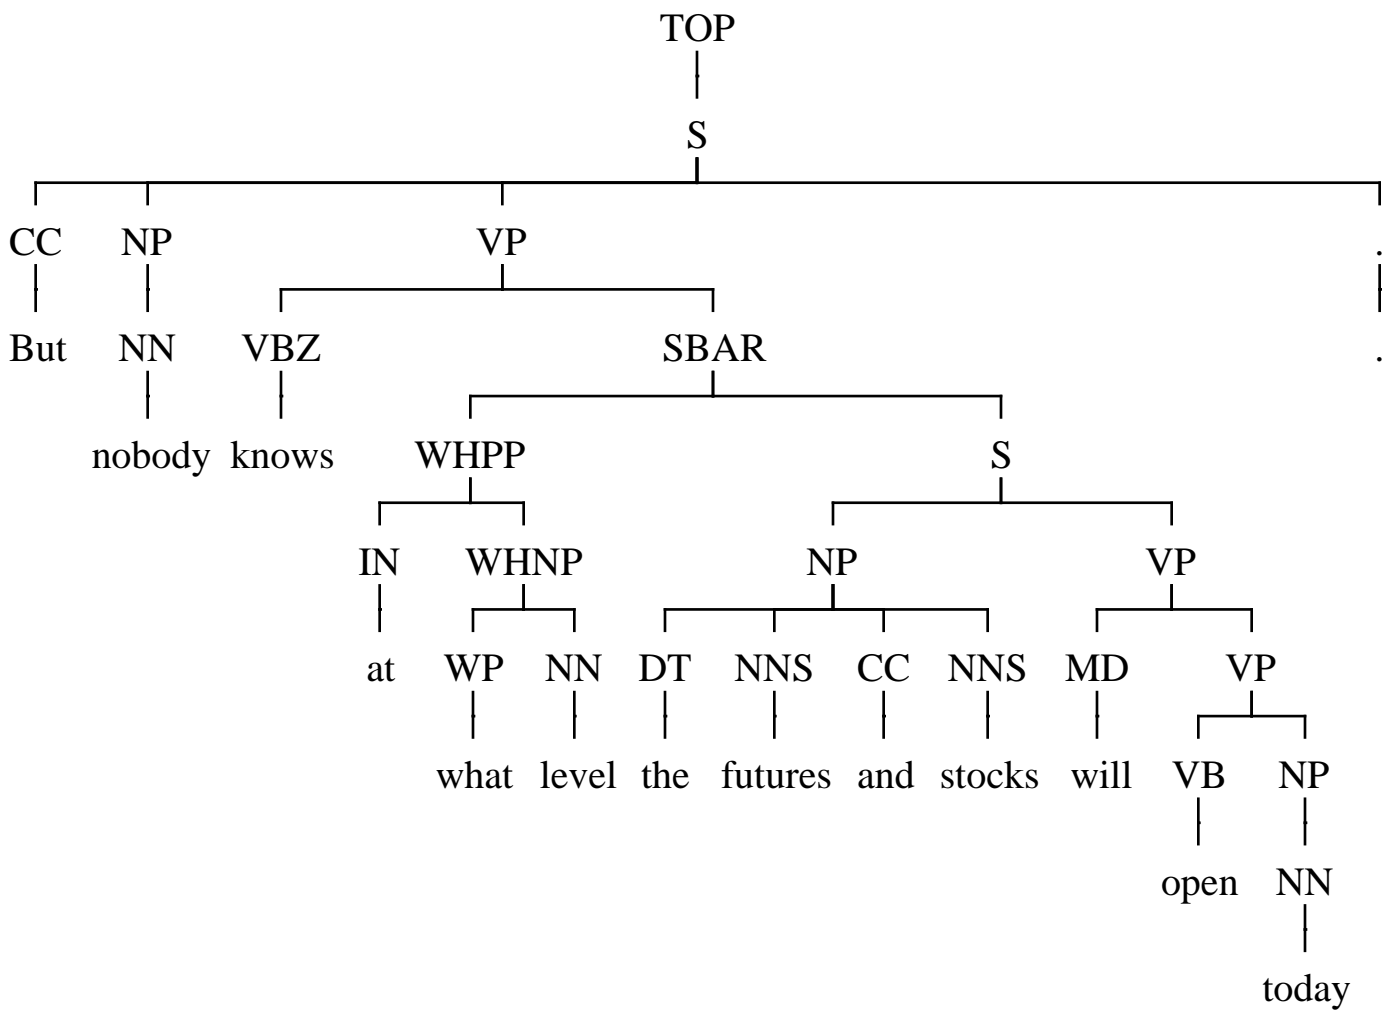 TOP
S
CC NP VP .
But NN VBZ SBAR .
nobody knows WHPP S
IN WHNP NP VP
at WP NN DT NNS CC NNS MD VP
what level the futures and stocks will VB NP
open NN
today